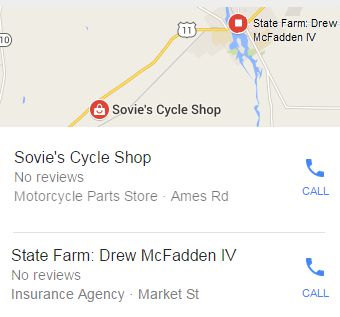 10
11
State Farm: Drew
McFadden IV
Sovie's Cycle Shop
Sovie's Cycle Shop
No reviews
Motorcycle Parts Store · Ames Rd
CALL
State Farm: Drew McFadden IV
No reviews
Insurance Agency · Market St
CALL